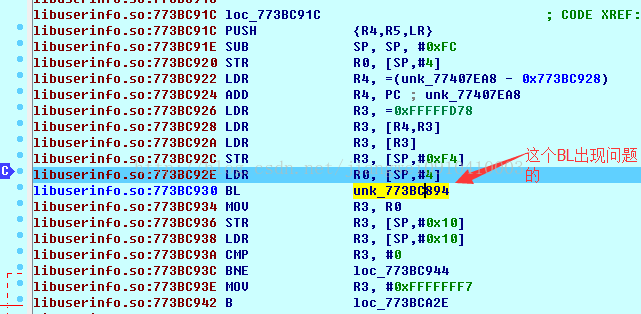 libuserinfo.so:773BC91C loc_773BC91C ; CODE XREF:
libuserinfo.so:773BC91C PUSH {R4,R5,LR}
libuserinfo.so:773BC91E SUB SP, SP, #0xFC
libuserinfo.so:773BC920 STR R0, [SP,#4]
libuserinfo.so:773BC922 LDR R4, =(unk_77407EA8 - 0x773BC928)
libuserinfo.so:773BC924 ADD R4, PC ; unk_77407EA8
libuserinfo.so:773BC926 LDR R3, =0xFFFFFD78
libuserinfo.so:773BC928 LDR R3, [R4,R3]
libuserinfo.so:773BC92A LDR R3, [R3]
libuserinfo.so:773BC92C STR R3, [SP,#0xF4]
这个BL出现问题
的
C libuserinfo.so:773BC92E LDR R0, [SP,#4]
libuserinfo.so:773BC930 BL unk_773BC894
libuserinfo.so:773BC934 MOV R3, R0
libuserinfo.so:773BC936 STR R3, [SP,#0x10]
libuserinfo.so:773BC938 LDR R3, [SP,#0x10]
libuserinfo.so:773BC93A CMP R3, #0
libuserinfo.so:773BC93C BNE loc_773BC944
libuserinfo.so:773BC93E MOV R3, #0xFFFFFFF7
libuserinfo.so:773BC942 B loc_773BCA2E